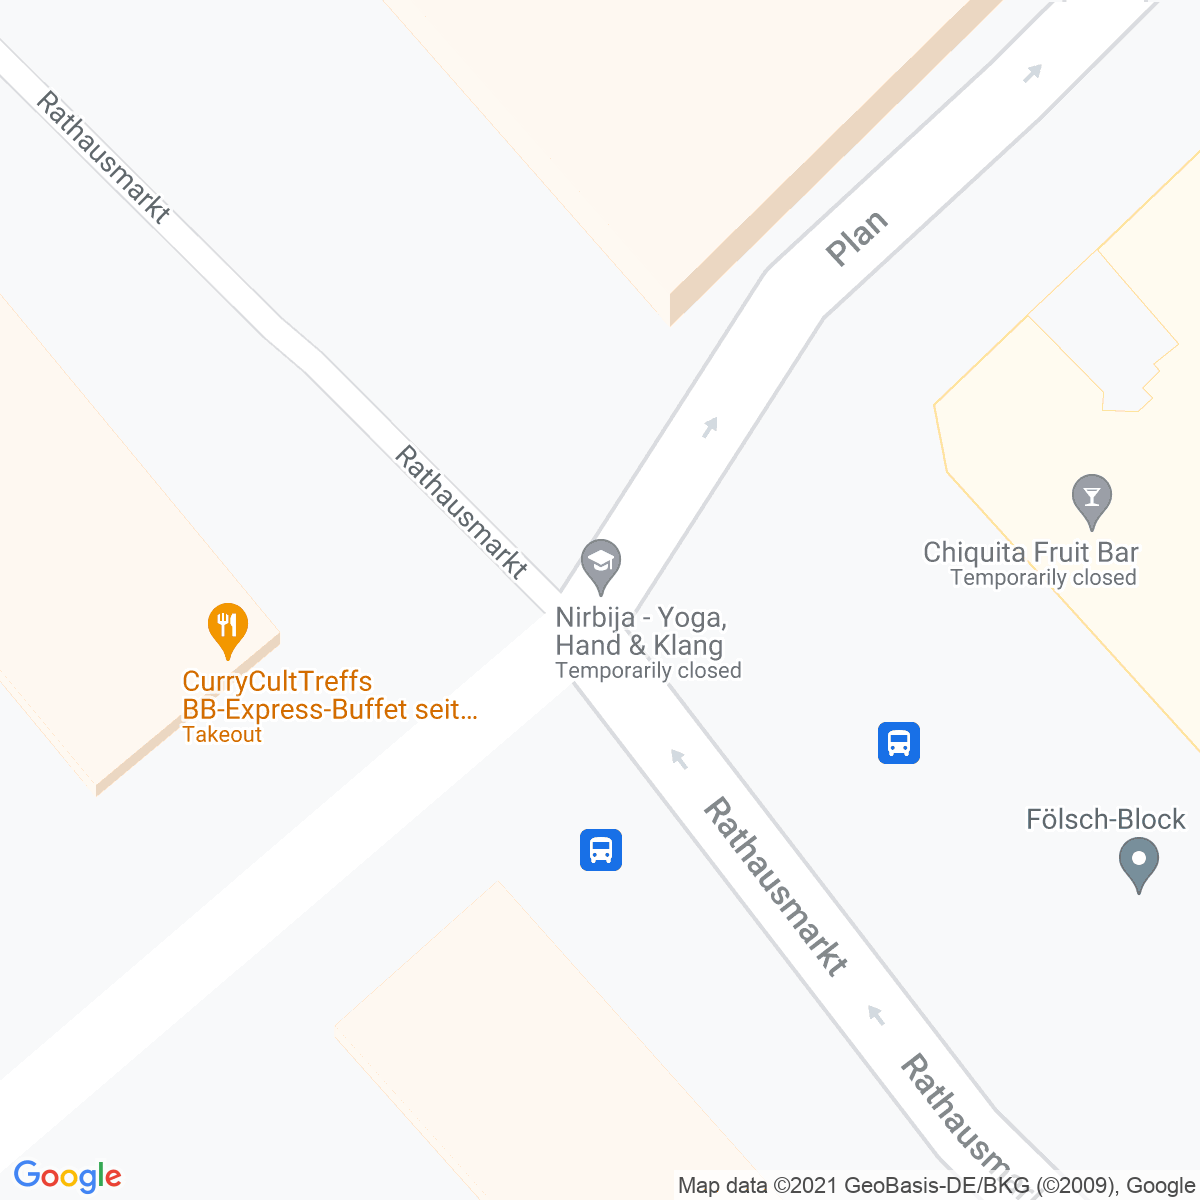 Rathausmarkt
Plan
Rathausmarkt
Chiquita Fruit Bar
Temporarily closed
Nirbija - Yoga,
Hand & Klang
Temporarily closed
CurryCultTreffs
BB-Express-Buffet seit...
Takeout
Fölsch-Block
Rathausmarkt
Rathausmarkt
Google
Map data ©2021 GeoBasis-DE/BKG (©2009), Google